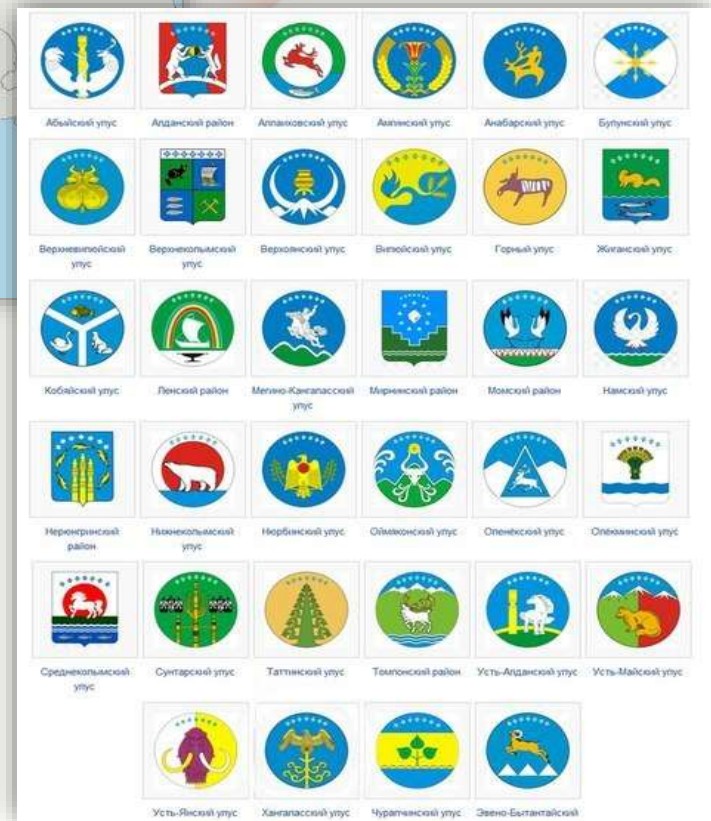 Абыйский улус
Алданский район
Аллаиховский улус
Амгинский улус
Анабарский улус
Булунский улус
Верхневилюйский
улус
Верхнеколымский
улус
Верхоянский улус
Вилюйский улус
Горный улус
Жиганский улус
Кобяйский улус
Ленский район
Мегино-Кангаласский
улус
Мирнинский район
Момский район
Намский улус
Нерюнгринский
район
Нижнеколымский
улус
Нюрбинский улус
Оймяконский улус
Оленёкский улус
Олёкминский улус
Среднеколымский
улус
Сунтарский улус
Таттинский улус
Томпонский район
Усть-Алданский улус
Усть-Майский улус
Усть-Янский улус
Хангаласский улус
Чурапчинский улус
Эвено-Бытантайский